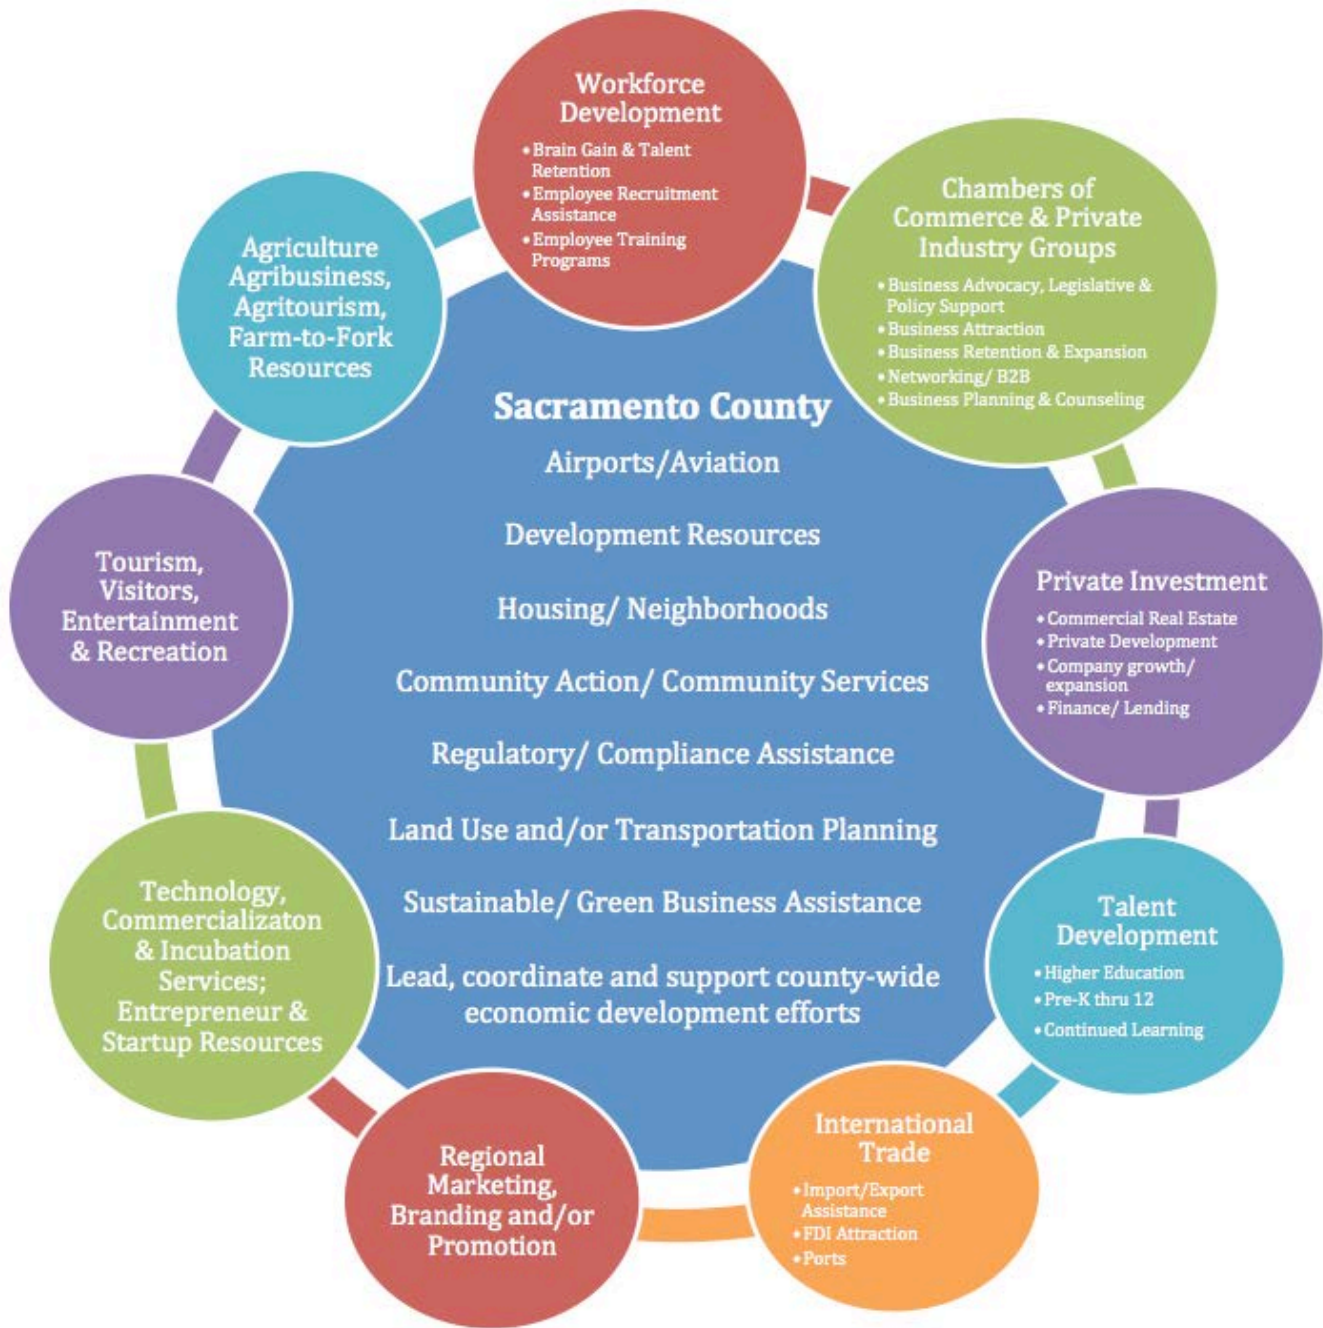 Workforce
Development
• Brain Gain & Talent
Retention
• Employee Recruitment
Assistance
• Employee Training
Programs
Chambers of
Commerce & Private
Industry Groups
• Business Advocacy, Legislative &
Policy Support
• Business Attraction
• Business Retention & Expansion
• Networking/ B2B
• Business Planning & Counseling
Private Investment
• Commercial Real Estate
• Private Development
• Company growth/
expansion
• Finance/ Lending
Talent
Development
• Higher Education
• Pre-K thru 12
• Continued Learning
International
Trade
• Import/Export
Assistance
• FDI Attraction
• Ports
Regional
Marketing,
Branding and/or
Promotion
Technology,
Commercializaton
& Incubation
Services;
Entrepreneur &
Startup Resources
Tourism,
Visitors,
Entertainment
& Recreation
Agriculture
Agribusiness,
Agritourism,
Farm-to-Fork
Resources
Sacramento County
Airports/Aviation
Development Resources
Housing/ Neighborhoods
Community Action/ Community Services
Regulatory/ Compliance Assistance
Land Use and/or Transportation Planning
Sustainable/ Green Business Assistance
Lead, coordinate and support county-wide
economic development efforts